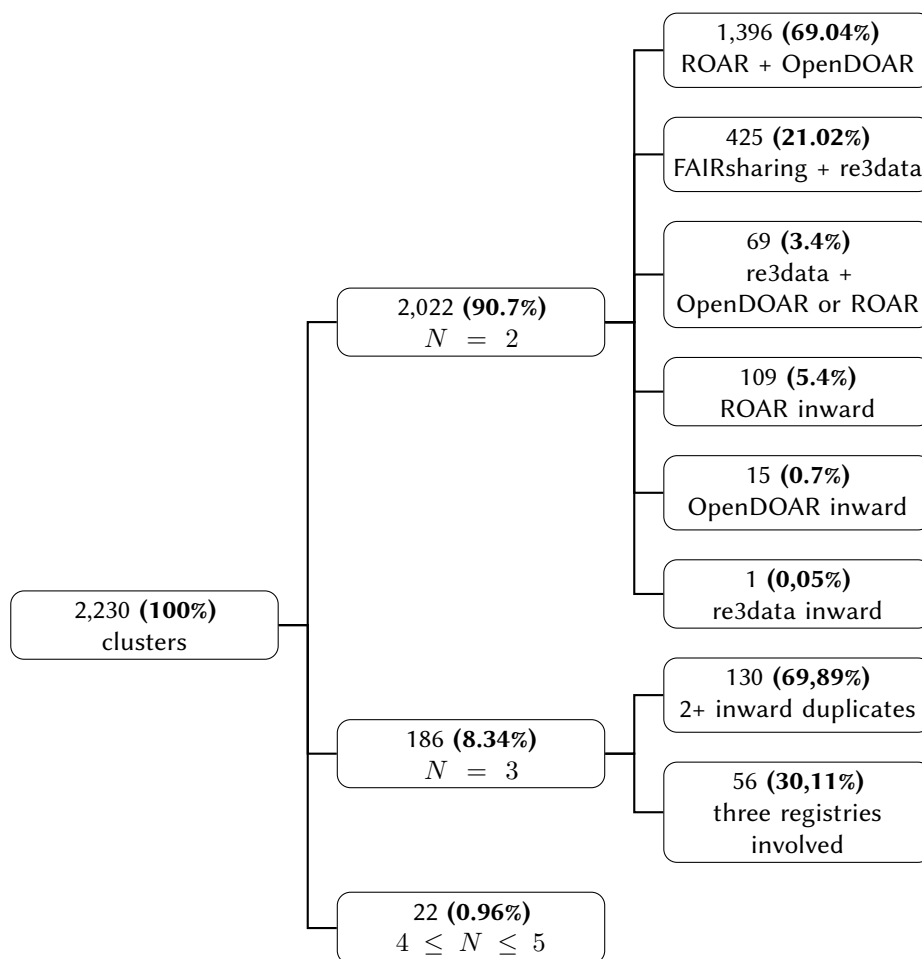 2,230 (100%)
clusters
2,022 (90.7%)
N = 2
1,396 (69.04%)
ROAR + OpenDOAR
425 (21.02%)
FAIRsharing + re3data
69 (3.4%)
re3data +
OpenDOAR or ROAR
109 (5.4%)
ROAR inward
15 (0.7%)
OpenDOAR inward
1 (0,05%)
re3data inward
186 (8.34%)
N = 3
130 (69,89%)
2+ inward duplicates
56 (30,11%)
three registries
involved
22 (0.96%)
4 ≤ N ≤ 5